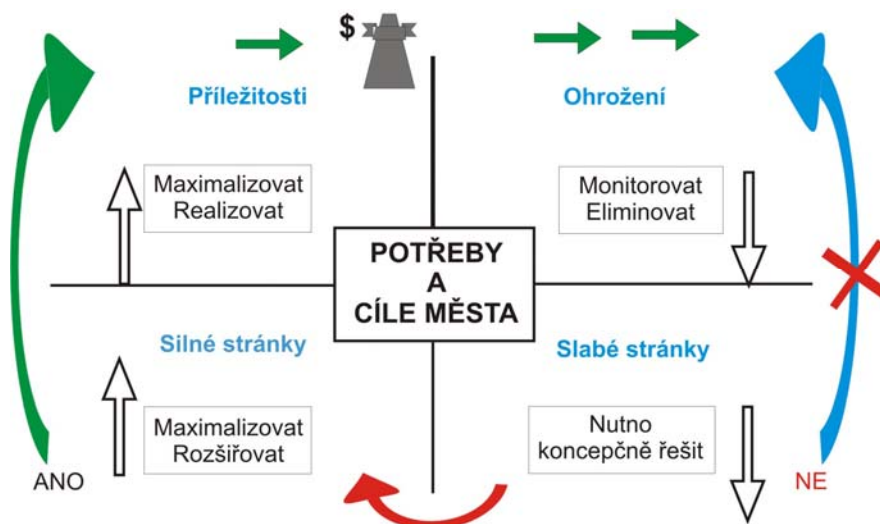 $
Příležitosti
Ohrožení
Maximalizovat
Realizovat
Monitorovat
Eliminovat
POTŘEBY
A
CÍLE MĚSTA
Silné stránky
Slabé stránky
Maximalizovat
Rozšiřovat
Nutno
koncepčně řešit
ANO
NE